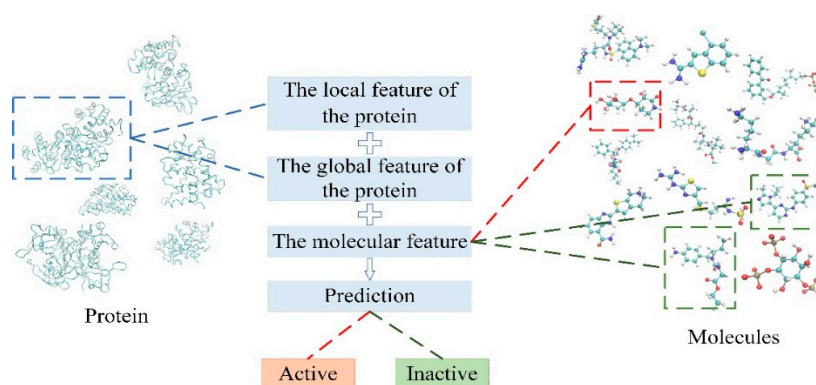 The local feature of
the protein
The global feature of
the protein
The molecular feature
Prediction
Protein
Molecules
Active
Inactive